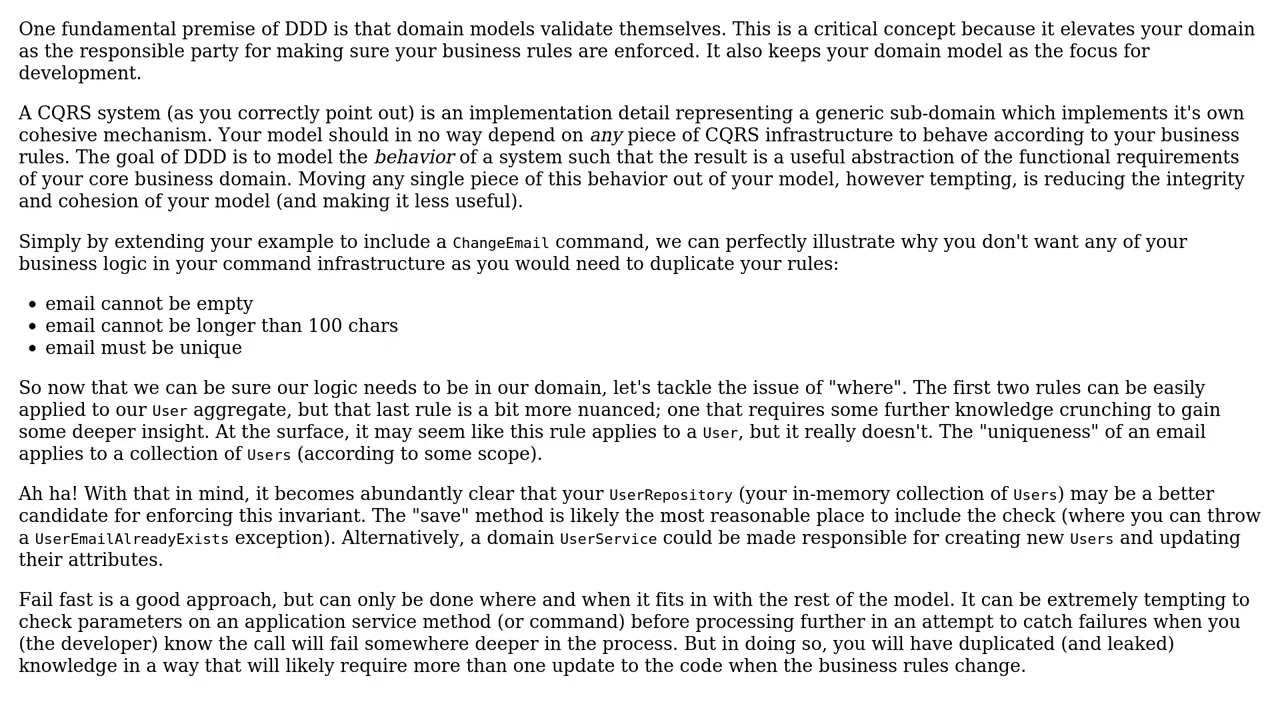 One fundamental premise of DDD is that domain models validate themselves. This is a critical concept because it elevates your domain
as the responsible party for making sure your business rules are enforced. It also keeps your domain model as the focus for
development.
A CQRS system (as you correctly point out) is an implementation detail representing a generic sub-domain which implements it's own
cohesive mechanism. Your model should in no way depend on any piece of CQRS infrastructure to behave according to your business
rules. The goal of DDD is to model the behavior of a system such that the result is a useful abstraction of the functional requirements
of your core business domain. Moving any single piece of this behavior out of your model, however tempting, is reducing the integrity
and cohesion of your model (and making it less useful).
Simply by extending your example to include a ChangeEmail command, we can perfectly illustrate why you don't want any of your
business logic in your command infrastructure as you would need to duplicate your rules:
• email cannot be empty
• email cannot be longer than 100 chars
• email must be unique
So now that we can be sure our logic needs to be in our domain, let's tackle the issue of "where". The first two rules can be easily
applied to our User aggregate, but that last rule is a bit more nuanced; one that requires some further knowledge crunching to gain
some deeper insight. At the surface, it may seem like this rule applies to a User, but it really doesn't. The "uniqueness" of an email
applies to a collection of Users (according to some scope).
Ah ha! With that in mind, it becomes abundantly clear that your UserRepository (your in-memory collection of Users) may be a better
candidate for enforcing this invariant. The "save" method is likely the most reasonable place to include the check (where you can throw
a UserEmailAlreadyExists exception). Alternatively, a domain UserService could be made responsible for creating new Users and updating
their attributes.
Fail fast is a good approach, but can only be done where and when it fits in with the rest of the model. It can be extremely tempting to
check parameters on an application service method (or command) before processing further in an attempt to catch failures when you
(the developer) know the call will fail somewhere deeper in the process. But in doing so, you will have duplicated (and leaked)
knowledge in a way that will likely require more than one update to the code when the business rules change.